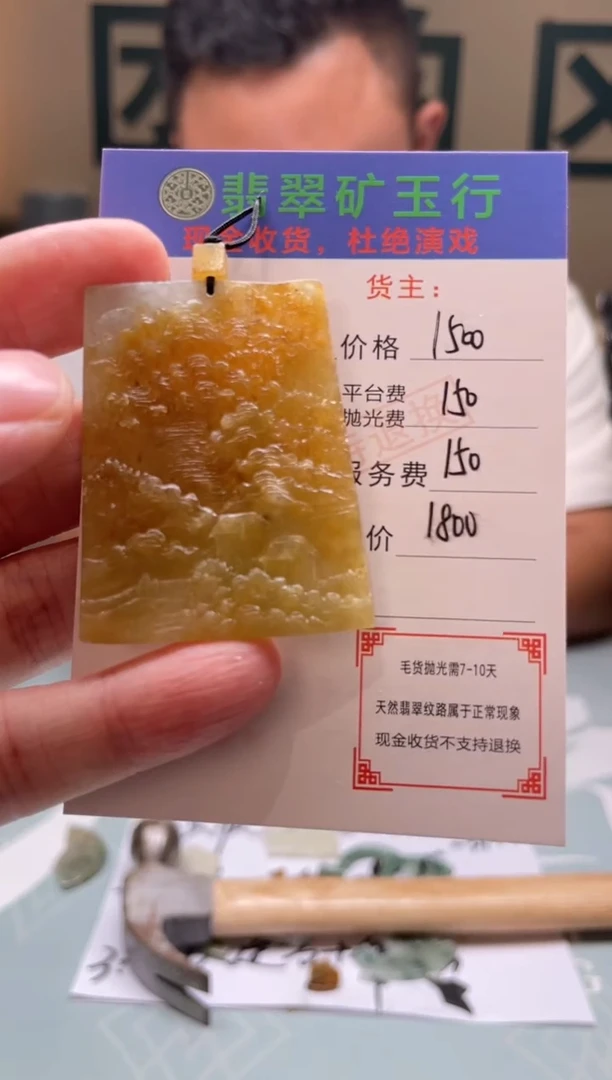 翡翠矿玉行
现金收货，杜绝演戏
货主：
价格 1500
平台费
抛光费 150
服务费 150
价 1800
毛货抛光需7-10天
天然翡翠纹路属于正常现象
现金收货不支持退换